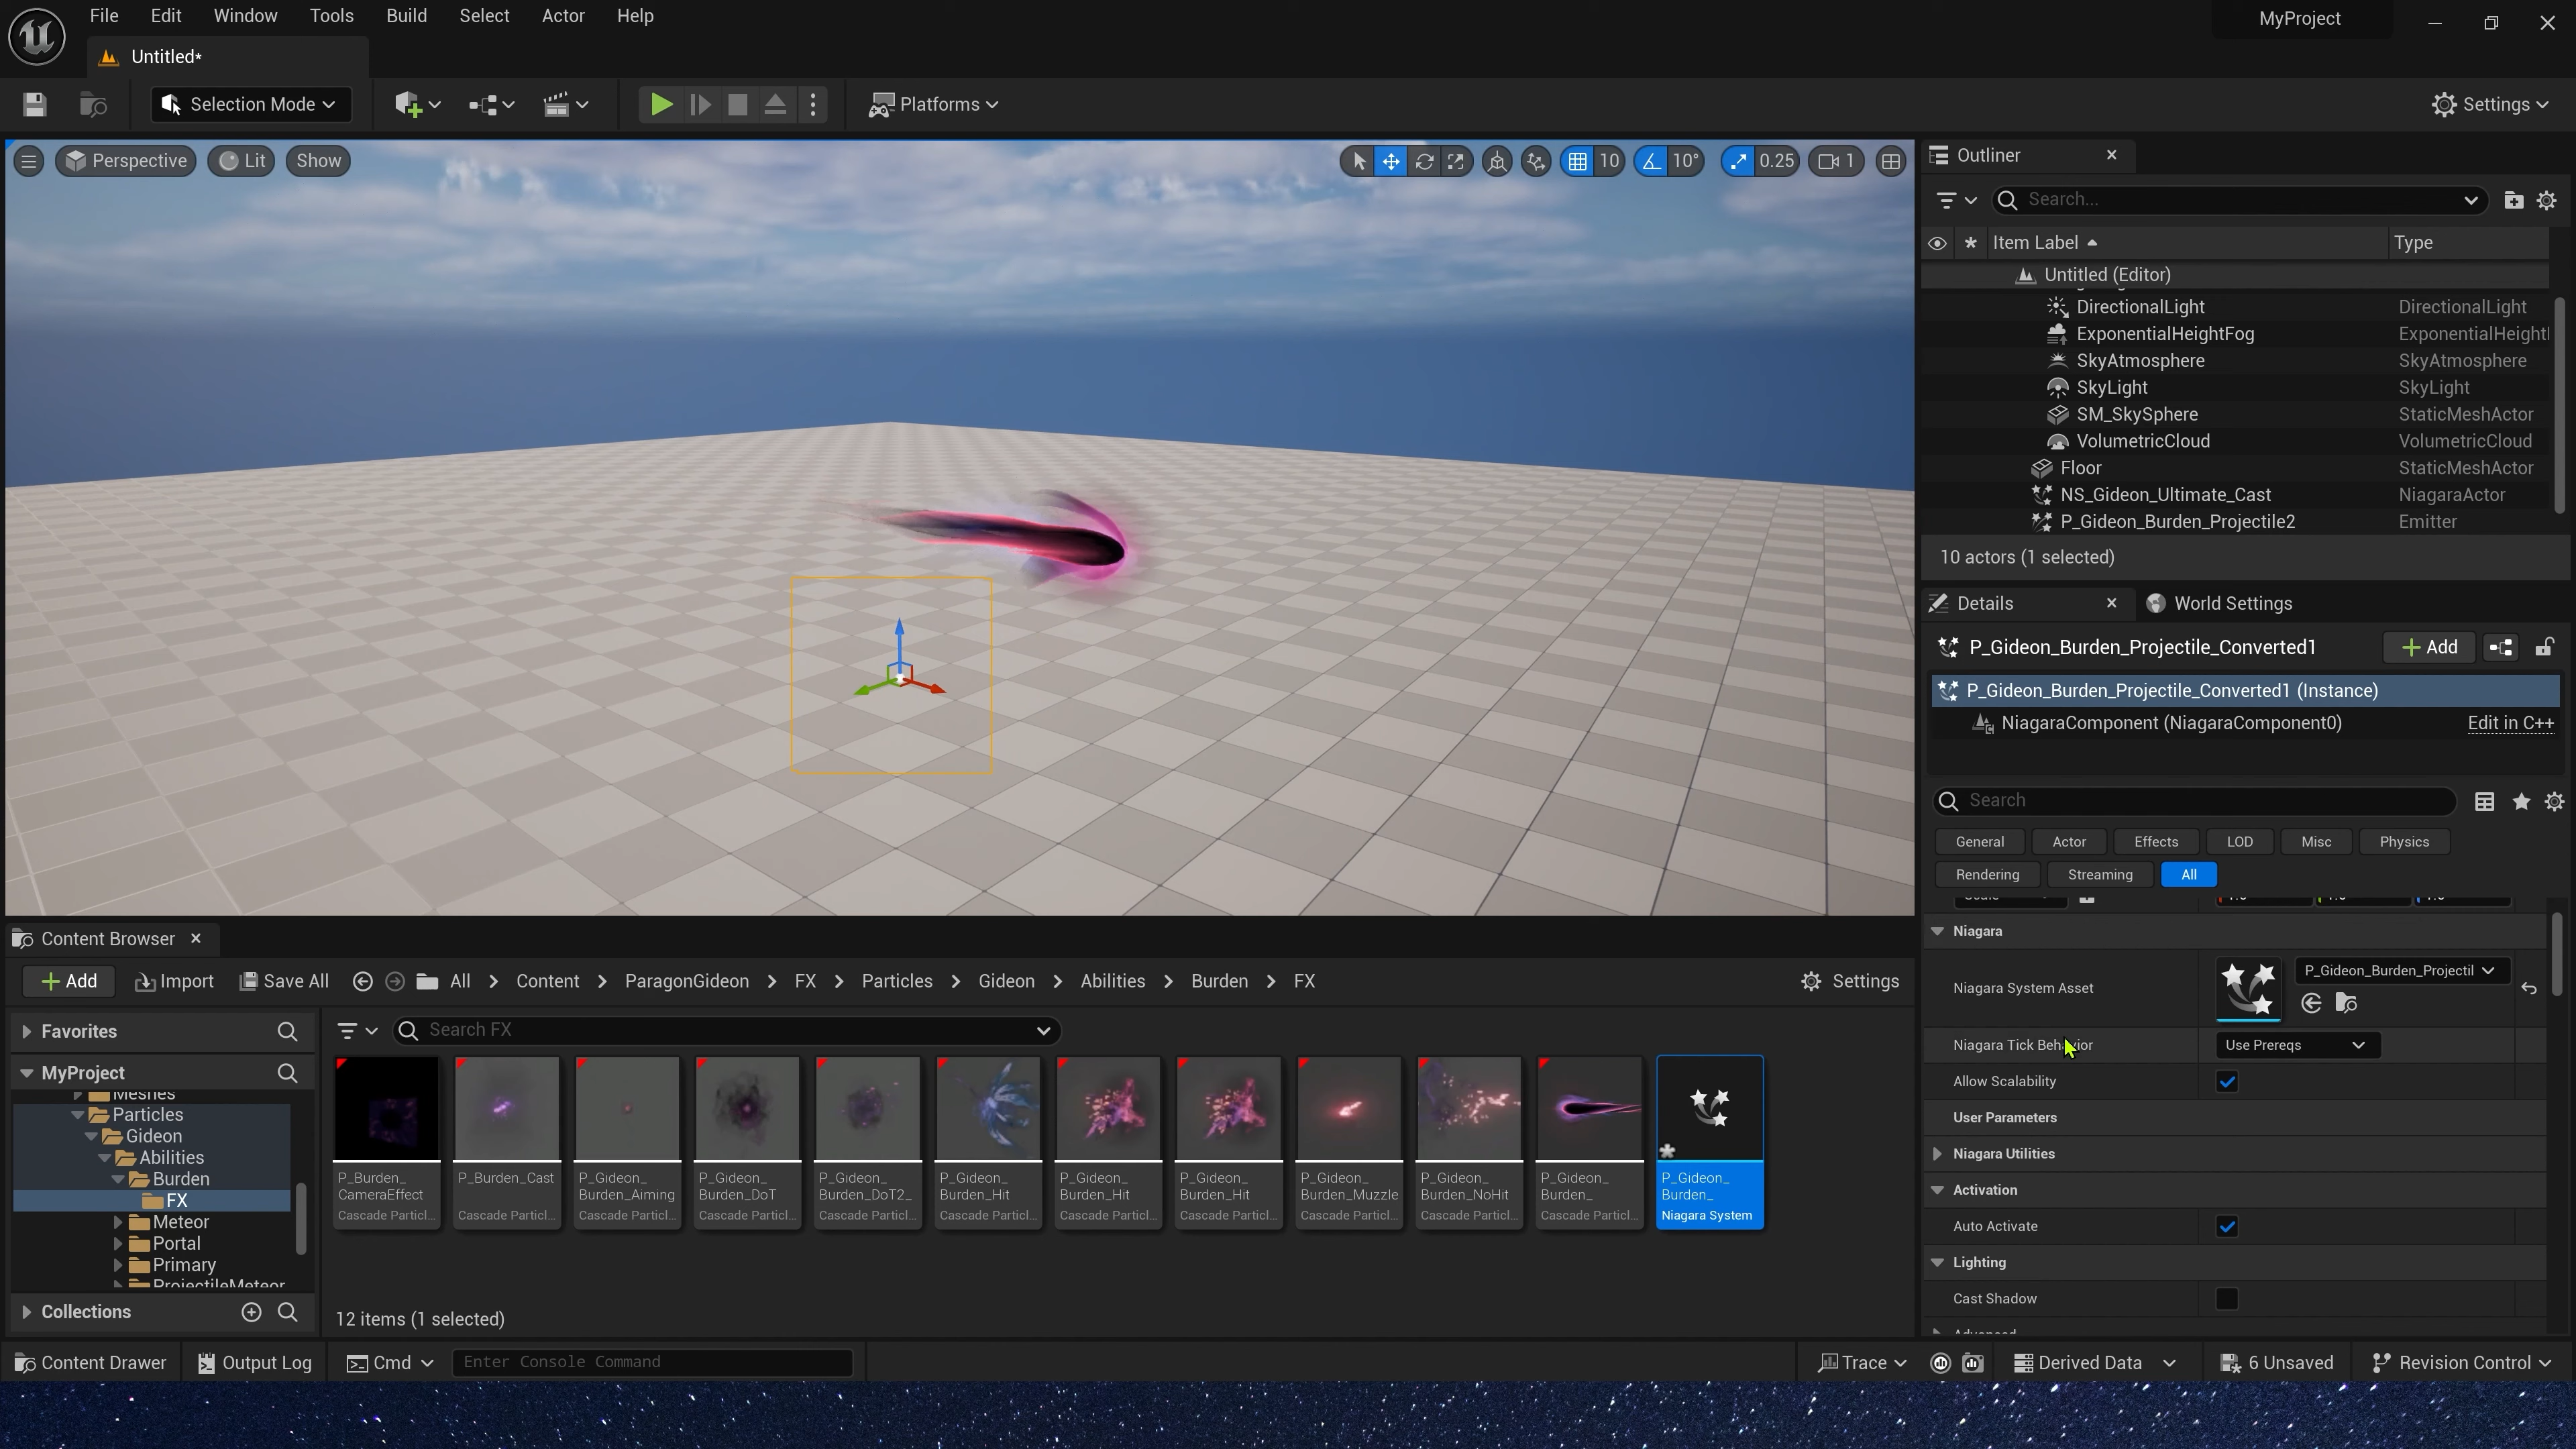 File Edit Window Tools Build Select Actor Help
MyProject
Untitled*
Selection Mode
Platforms
Settings
Perspective
Lit
Show
10
10°
0.25
1
Outliner
Search...
Item Label
Type
Untitled (Editor)
DirectionalLight DirectionalLight
ExponentialHeightFog ExponentialHeight
SkyAtmosphere SkyAtmosphere
SkyLight SkyLight
SM_SkySphere StaticMeshActor
VolumetricCloud VolumetricCloud
Floor StaticMeshActor
NS_Gideon_Ultimate_Cast NiagaraActor
P_Gideon_Burden_Projectile2 Emitter
10 actors (1 selected)
Details
World Settings
P_Gideon_Burden_Projectile_Converted1
Add
P_Gideon_Burden_Projectile_Converted1 (Instance)
NiagaraComponent (NiagaraComponent0) Edit in C++
Search
General Actor Effects LOD Misc Physics
Rendering Streaming All
Niagara
Niagara System Asset
P_Gideon_Burden_Projectil
Niagara Tick Behavior
Use Prereqs
Allow Scalability
User Parameters
Niagara Utilities
Activation
Auto Activate
Lighting
Cast Shadow
Content Browser
Add Import Save All All Content ParagonGideon FX Particles Gideon Abilities Burden FX
Settings
Favorites
MyProject
Meshes
Particles
Gideon
Abilities
Burden
FX
Meteor
Portal
Primary
ProjectileMeteor
Collections
Search FX
P_Burden_
CameraEffect
Cascade Particl...
P_Burden_Cast
Cascade Particl...
P_Gideon_
Burden_Aiming
Cascade Particl...
P_Gideon_
Burden_DoT
Cascade Particl...
P_Gideon_
Burden_DoT2_
Cascade Particl...
P_Gideon_
Burden_Hit
Cascade Particl...
P_Gideon_
Burden_Hit
Cascade Particl...
P_Gideon_
Burden_Hit
Cascade Particl...
P_Gideon_
Burden_Muzzle
Cascade Particl...
P_Gideon_
Burden_NoHit
Cascade Particl...
P_Gideon_
Burden_
Cascade Particl...
P_Gideon_
Burden_
Niagara System
12 items (1 selected)
Content Drawer
Output Log
Cmd
Enter Console Command
Trace
Derived Data
6 Unsaved
Revision Control